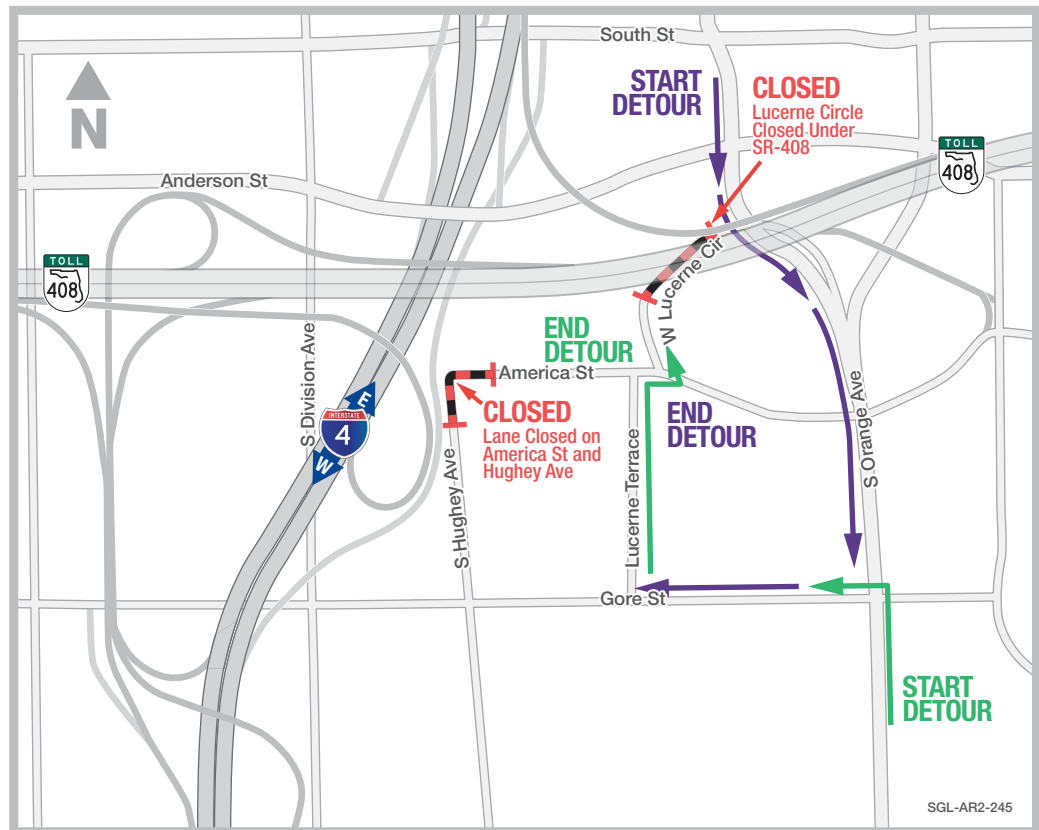 South St
START
DETOUR
CLOSED
Lucerne Circle
Closed Under
SR-408
N
TOLL
408
Anderson St
TOLL
408
W Lucerne Cir
END
DETOUR
America St
S Division Ave
E
INTERSTATE
4
W
CLOSED
Lane Closed on
America St and
Hughey Ave
END
DETOUR
S Orange Ave
S Hughey Ave
Lucerne Terrace
Gore St
START
DETOUR
SGL-AR2-245